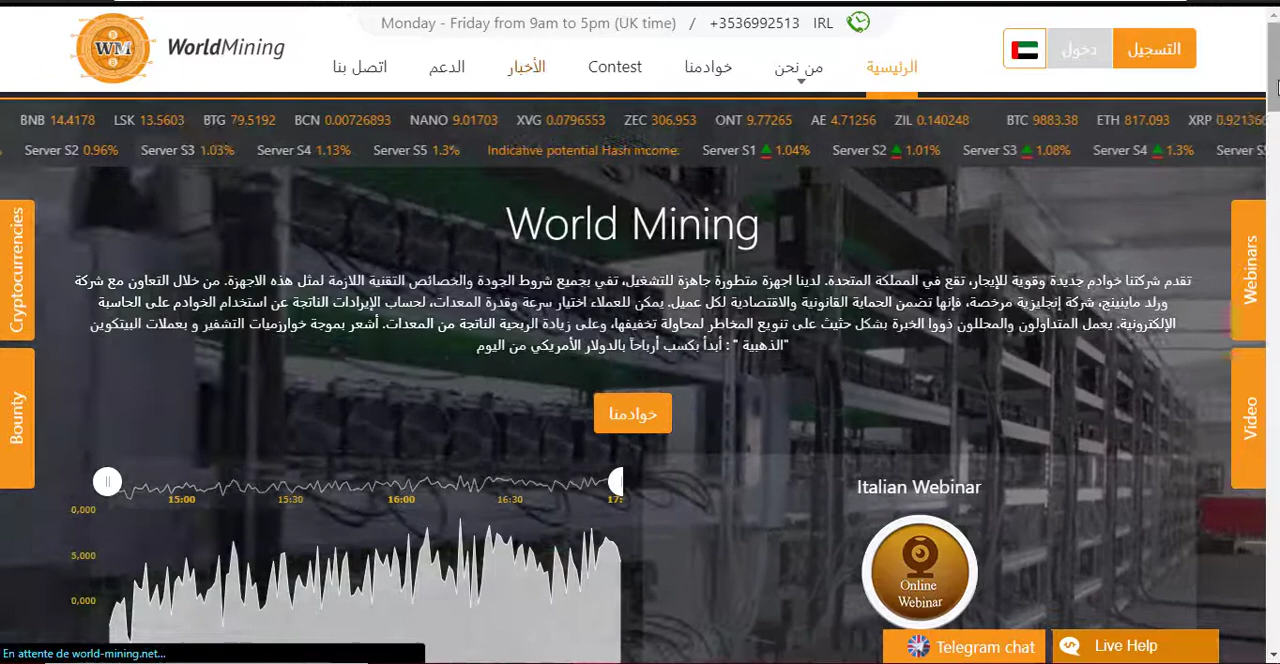 Monday - Friday from 9am to 5pm (UK time) / +3536992513 IRL
WM WorldMining
الرئيسية من نحن خوادمنا Contest الأخبار الدعم اتصل بنا
دخول التسجيل
BNB 14.4178 LSK 13.5603 BTG 79.5192 BCN 0.00726893 NANO 9.01703 XVG 0.0796553 ZEC 306.953 ONT 9.77265 AE 4.71256 ZIL 0.140248 BTC 9883.38 ETH 817.093 XRP 0.921366
Server S2 0.96% Server S3 1.03% Server S4 1.13% Server S5 1.3% Indicative potential Hash income. Server S1 1.04% Server S2 1.01% Server S3 1.08% Server S4 1.3% Server S5
World Mining
Cryptocurrencies
Webinars
تقدم شركتنا خوادم جديدة وقوية للإيجار، تقع في المملكة المتحدة. لدينا اجهزة متطورة جاهزة للتشغيل، تفي بجميع شروط الجودة والخصائص التقنية اللازمة لمثل هذه الاجهزة. من خلال التعاون مع شركة
ورلد ماينينج، شركة إنجليزية مرخصة، فإنها تضمن الحماية القانونية والاقتصادية لكل عميل. يمكن للعملاء اختيار سرعة وقدرة المعدات، لحساب الإيرادات الناتجة عن استخدام الخوادم على الحاسبة
الإلكترونية. يعمل المتداولون والمحللون ذووا الخبرة بشكل حثيث على تنويع المخاطر لمحاولة تخفيفها، وعلى زيادة الربحية الناتجة من المعدات. أشعر بموجة خوارزميات التشفير و بعملات البيتكوين
"الذهبية " : أبدأ بكسب أرباحاً بالدولار الأمريكي من اليوم
خوادمنا
Bounty
Video
15:00 15:30 16:00 16:30 17:
0,000
5,000
0,000
Italian Webinar
Online
Webinar
Telegram chat
Live Help
En attente de world-mining.net...